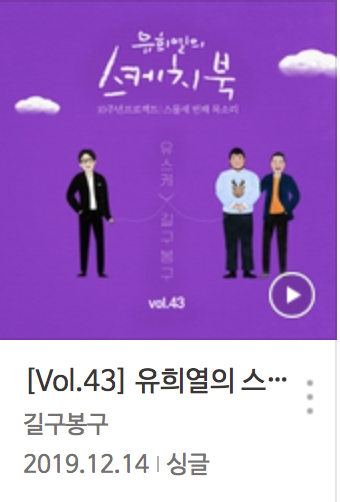 유희열의
스케치북
10주년프로젝트 : 스물세 번째 목소리
유스케 X 길구봉구
vol.43
[Vol.43] 유희열의 스…
길구봉구
2019.12.14 | 싱글